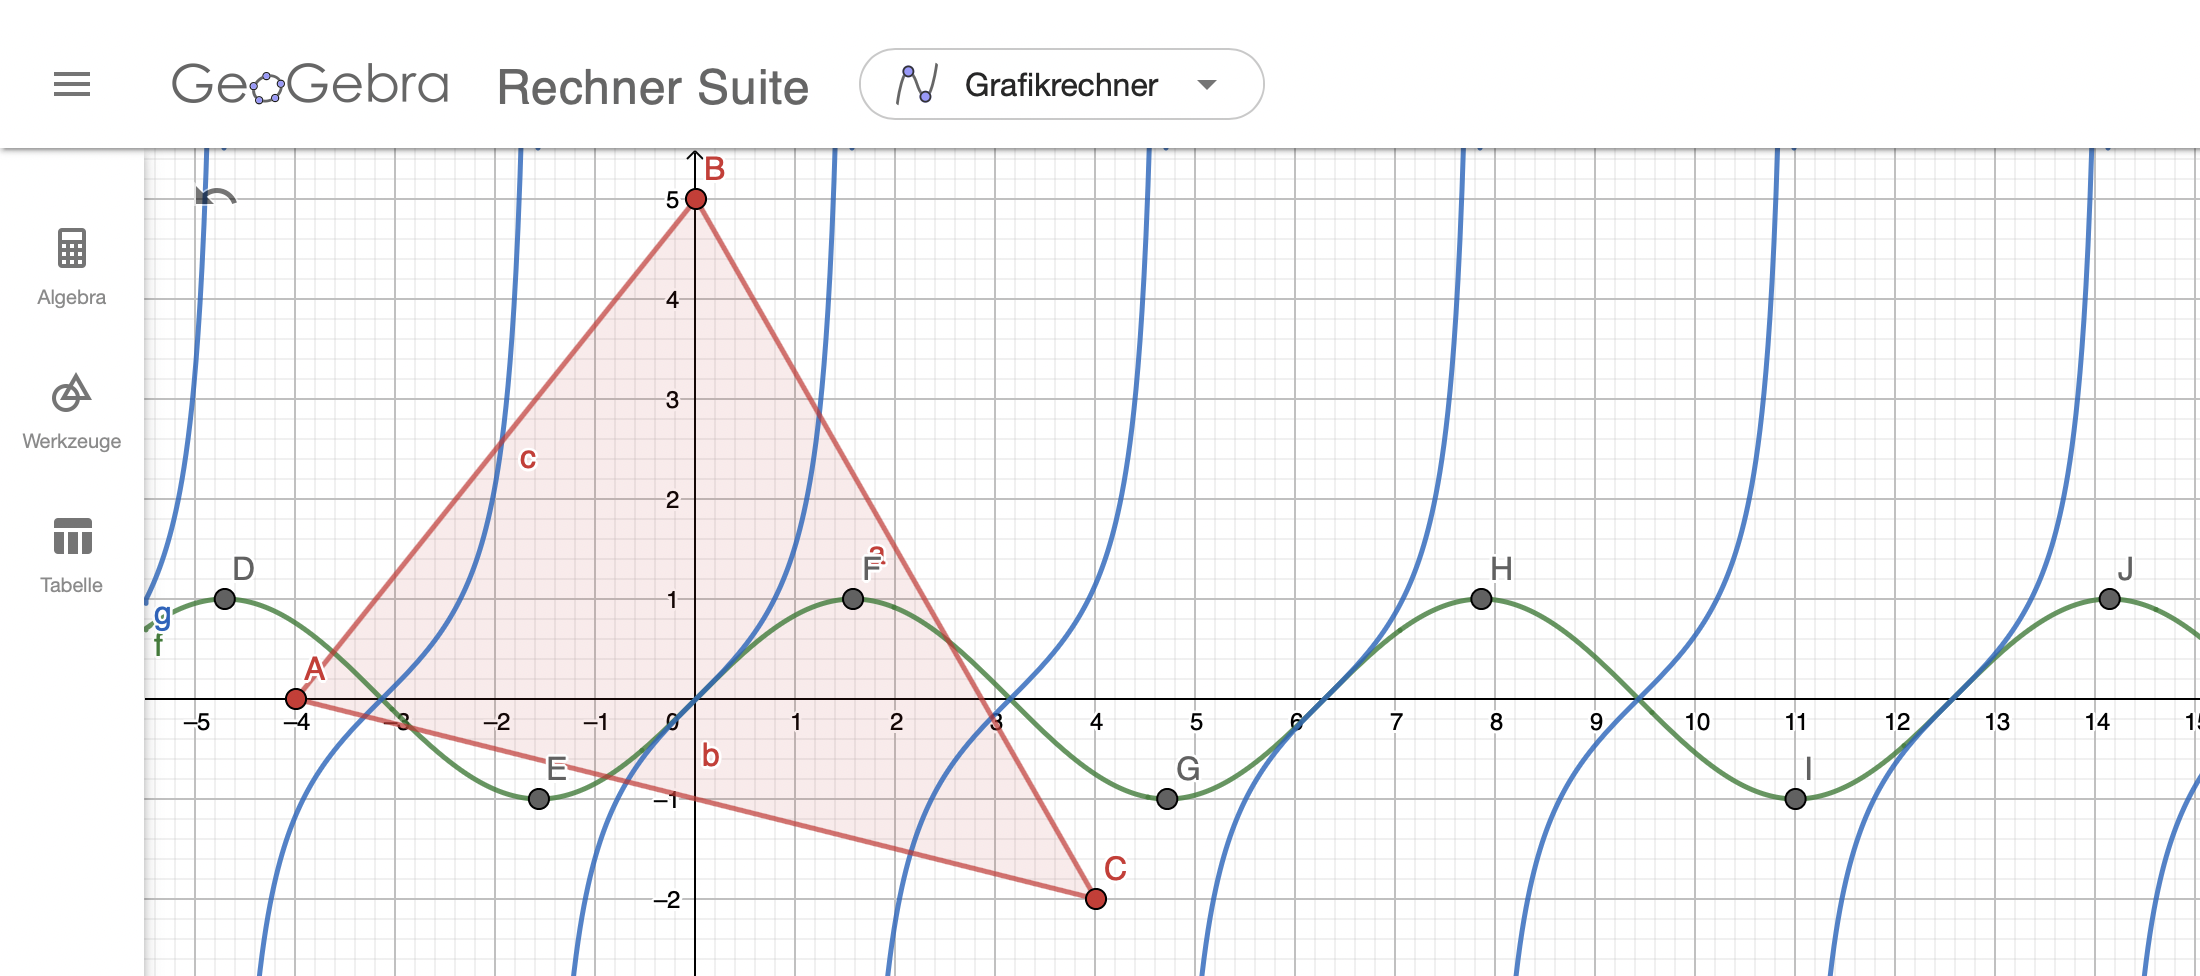 GeoGebra Rechner Suite Grafikrechner
B
5
4
Algebra
3
c
Werkzeuge
2
a
D F H J
Tabelle
1
g
f
A
–5 –4 –3 –2 –1 0 1 2 3 4 5 6 7 8 9 10 11 12 13 14 15
b
E G I
–1
C
–2